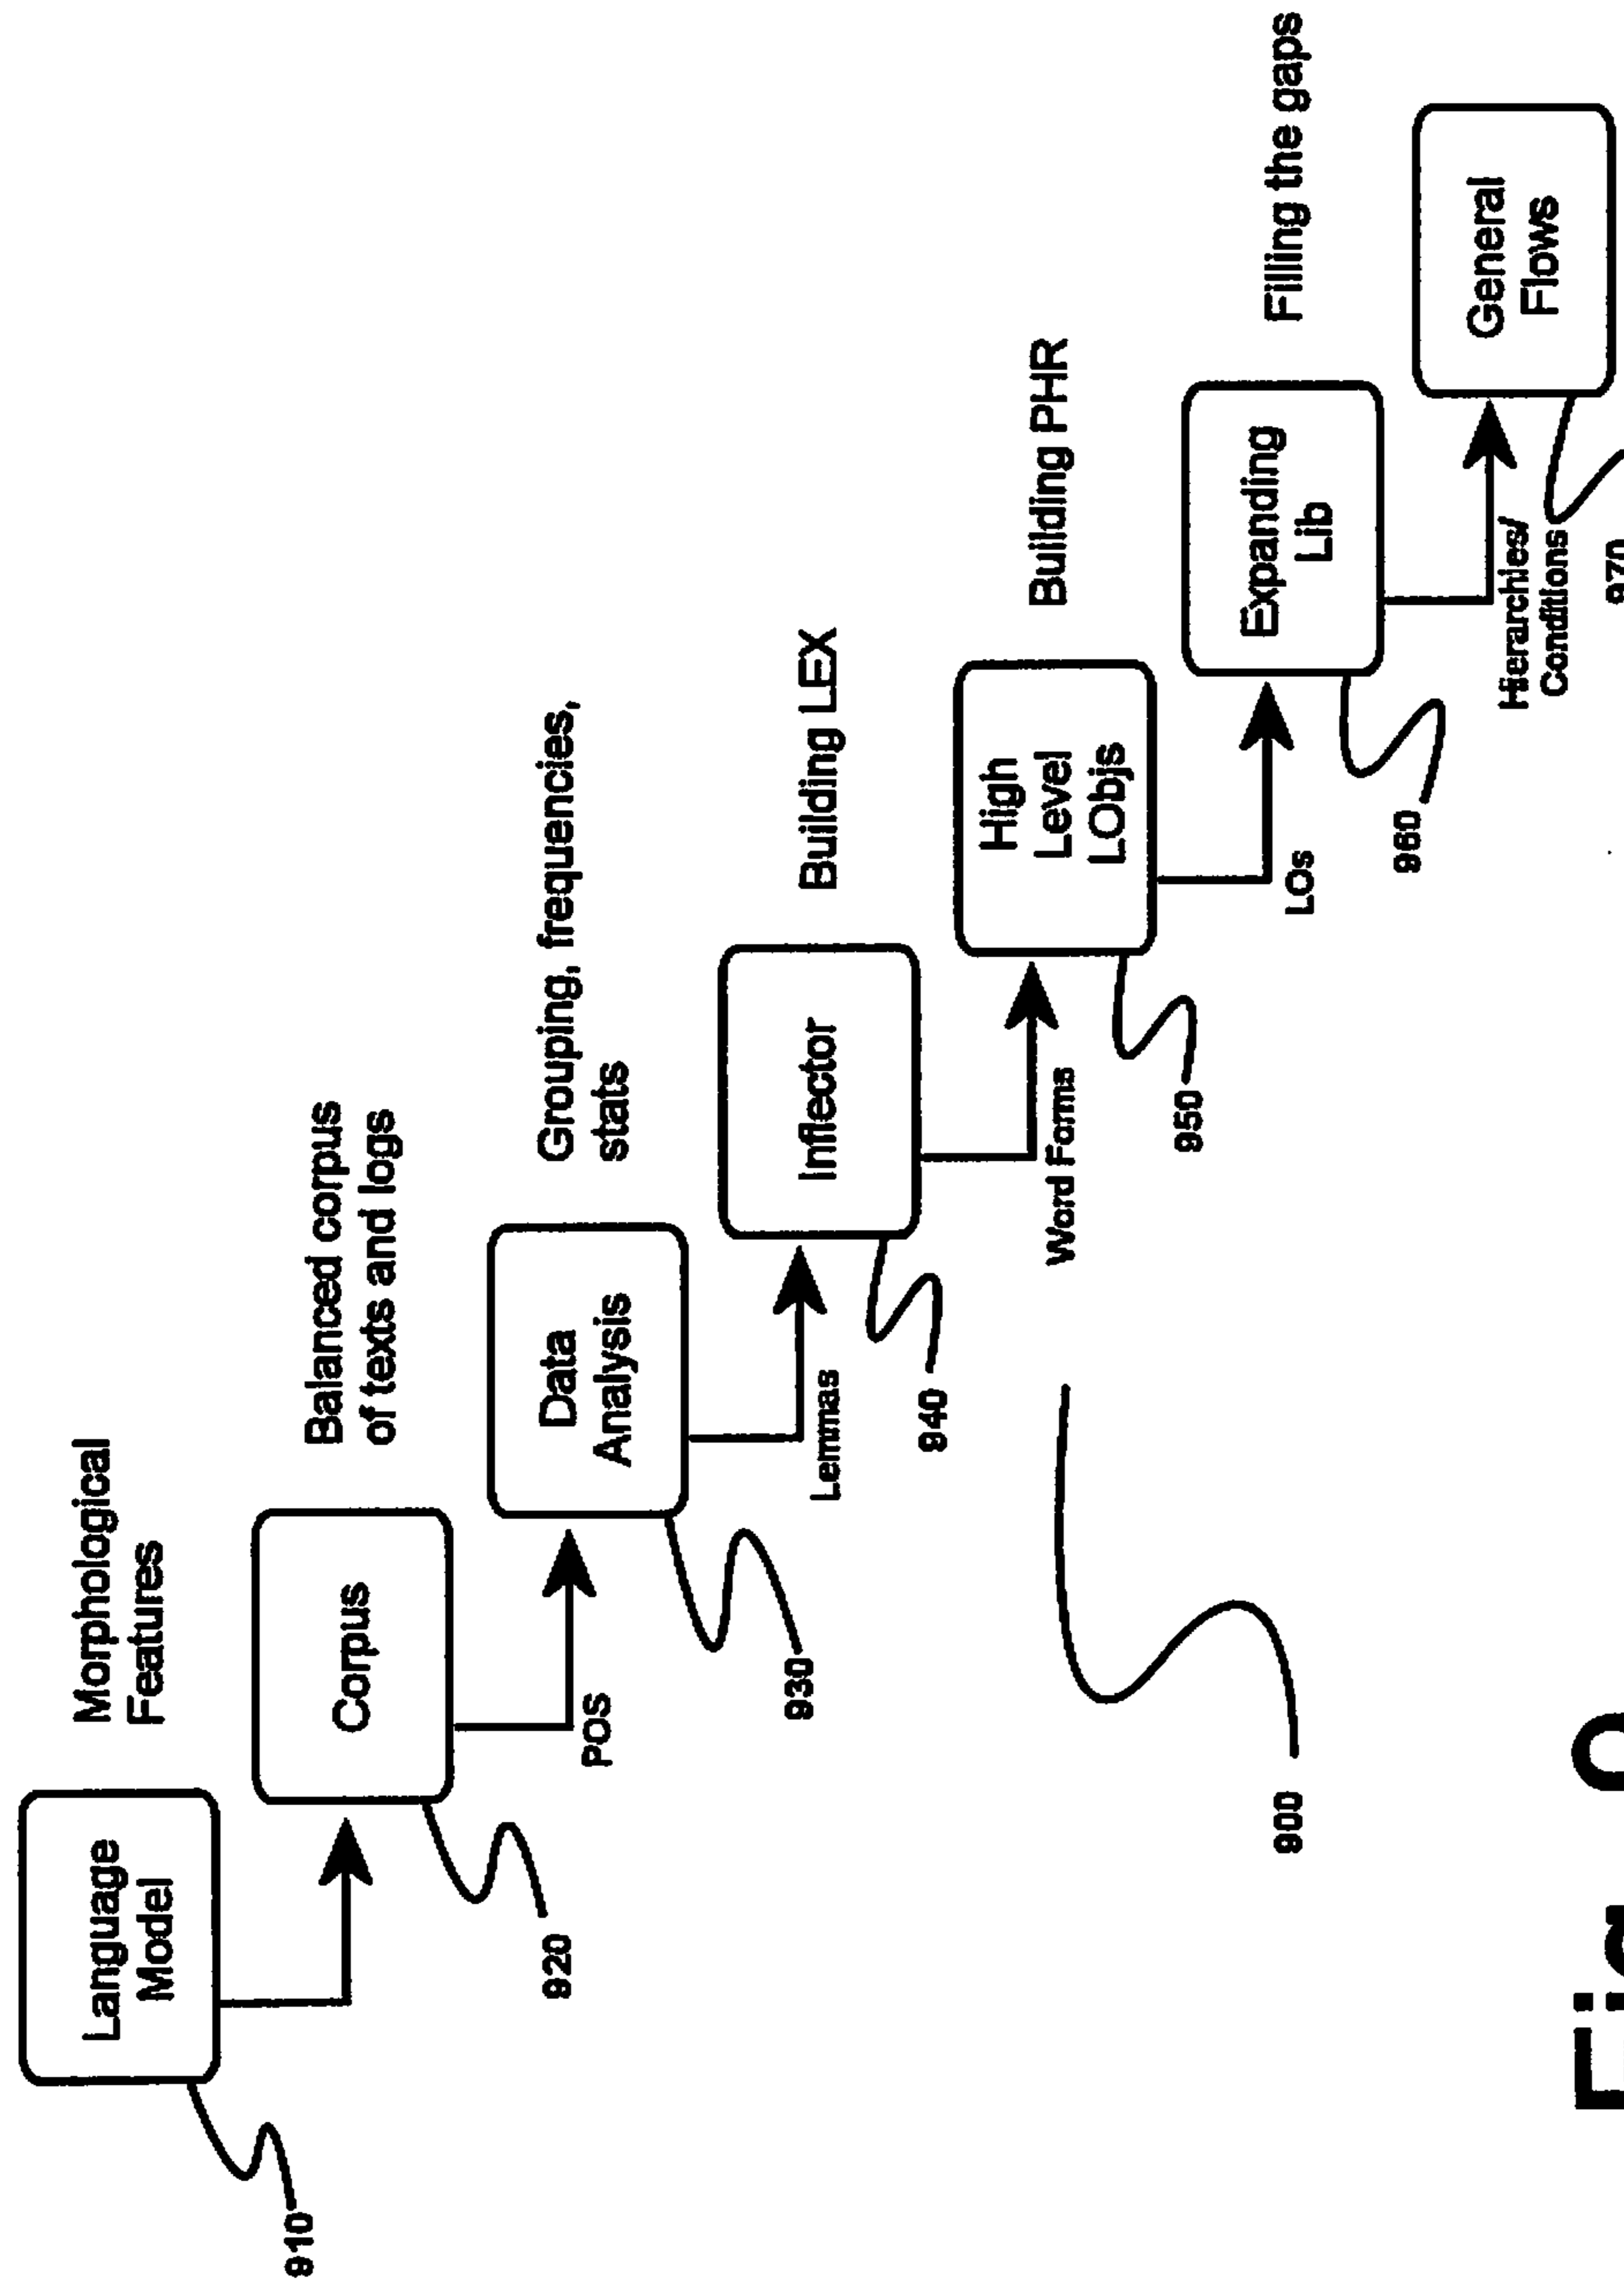 Language
Model
Morphological
Features
910
Corpus
Balanced corpus
of texts and logs
920
POS
Data
Analysis
Grouping, frequencies,
stats
930
Lemmas
Inflector
Building LEX
940
Word Forms
High
Level
LObjs
Building PHR
950
LOs
Expanding
Lib
Filling the gaps
960
Hierarchies/
Conditions
General
Flows
970
900